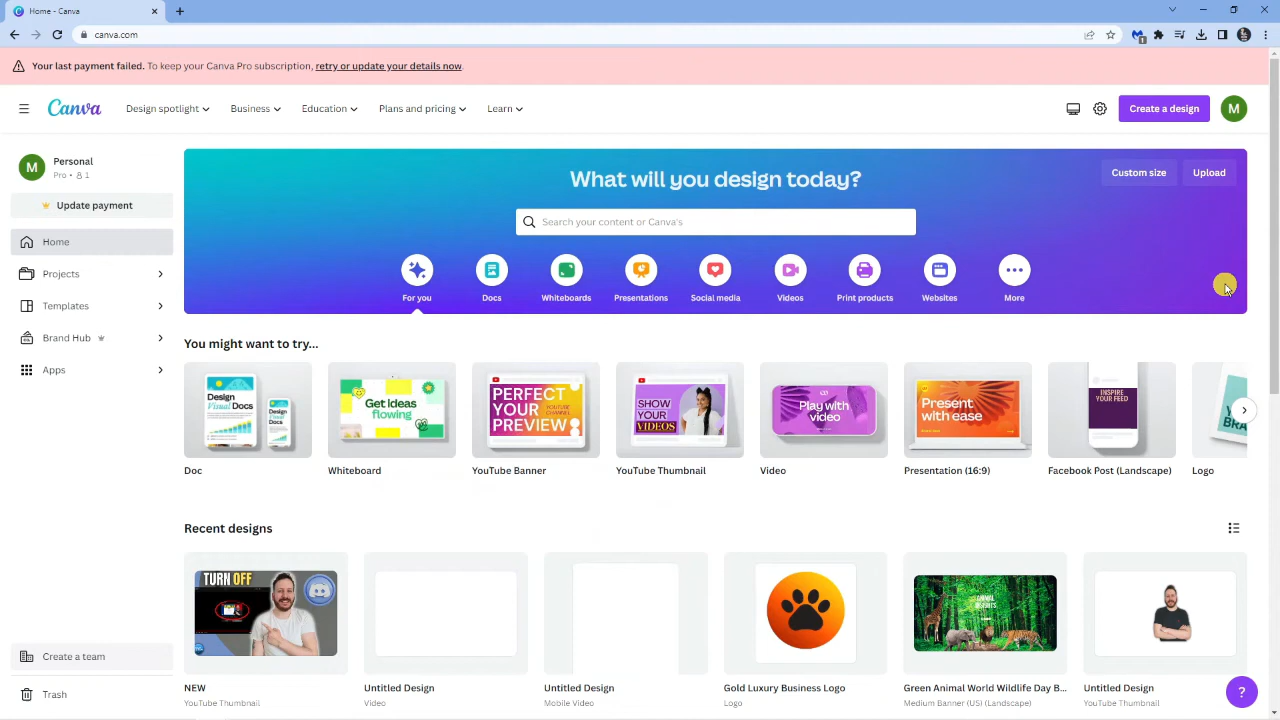 Home - Canva
canva.com
1
Your last payment failed. To keep your Canva Pro subscription, retry or update your details now.
Canva
Design spotlight
Business
Education
Plans and pricing
Learn
Create a design
M
M
Personal
Pro • 1
Update payment
Home
Projects
Templates
Brand Hub
Apps
Create a team
Trash
What will you design today?
Custom size
Upload
Search your content or Canva's
For you
Docs
Whiteboards
Presentations
Social media
Videos
Print products
Websites
More
You might want to try...
Design
Visual Docs
Design
Visual
Docs
Get ideas
flowing
PERFECT
YOUR
PREVIEW
YOUTUBE
CHANNEL
SHOW
YOUR
VIDEOS
Play with
video
Present
with ease
INSPIRE
YOUR FEED
Doc
Whiteboard
YouTube Banner
YouTube Thumbnail
Video
Presentation (16:9)
Facebook Post (Landscape)
Logo
Recent designs
TURN OFF
NEW
YouTube Thumbnail
Untitled Design
Video
Untitled Design
Mobile Video
Gold Luxury Business Logo
Logo
Green Animal World Wildlife Day B...
Medium Banner (US) (Landscape)
Untitled Design
YouTube Thumbnail
?